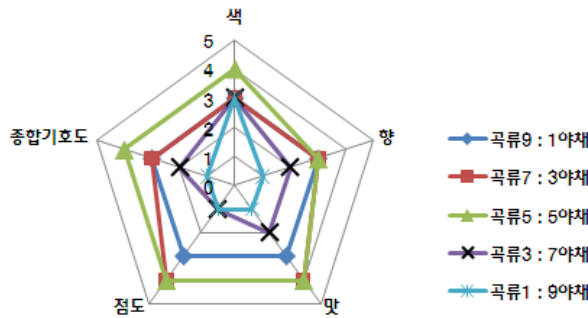 색
5
4
3
2
1
0
종합기호도
향
점도
맛
곡류9 : 1야채
곡류7 : 3야채
곡류5 : 5야채
곡류3 : 7야채
곡류1 : 9야채